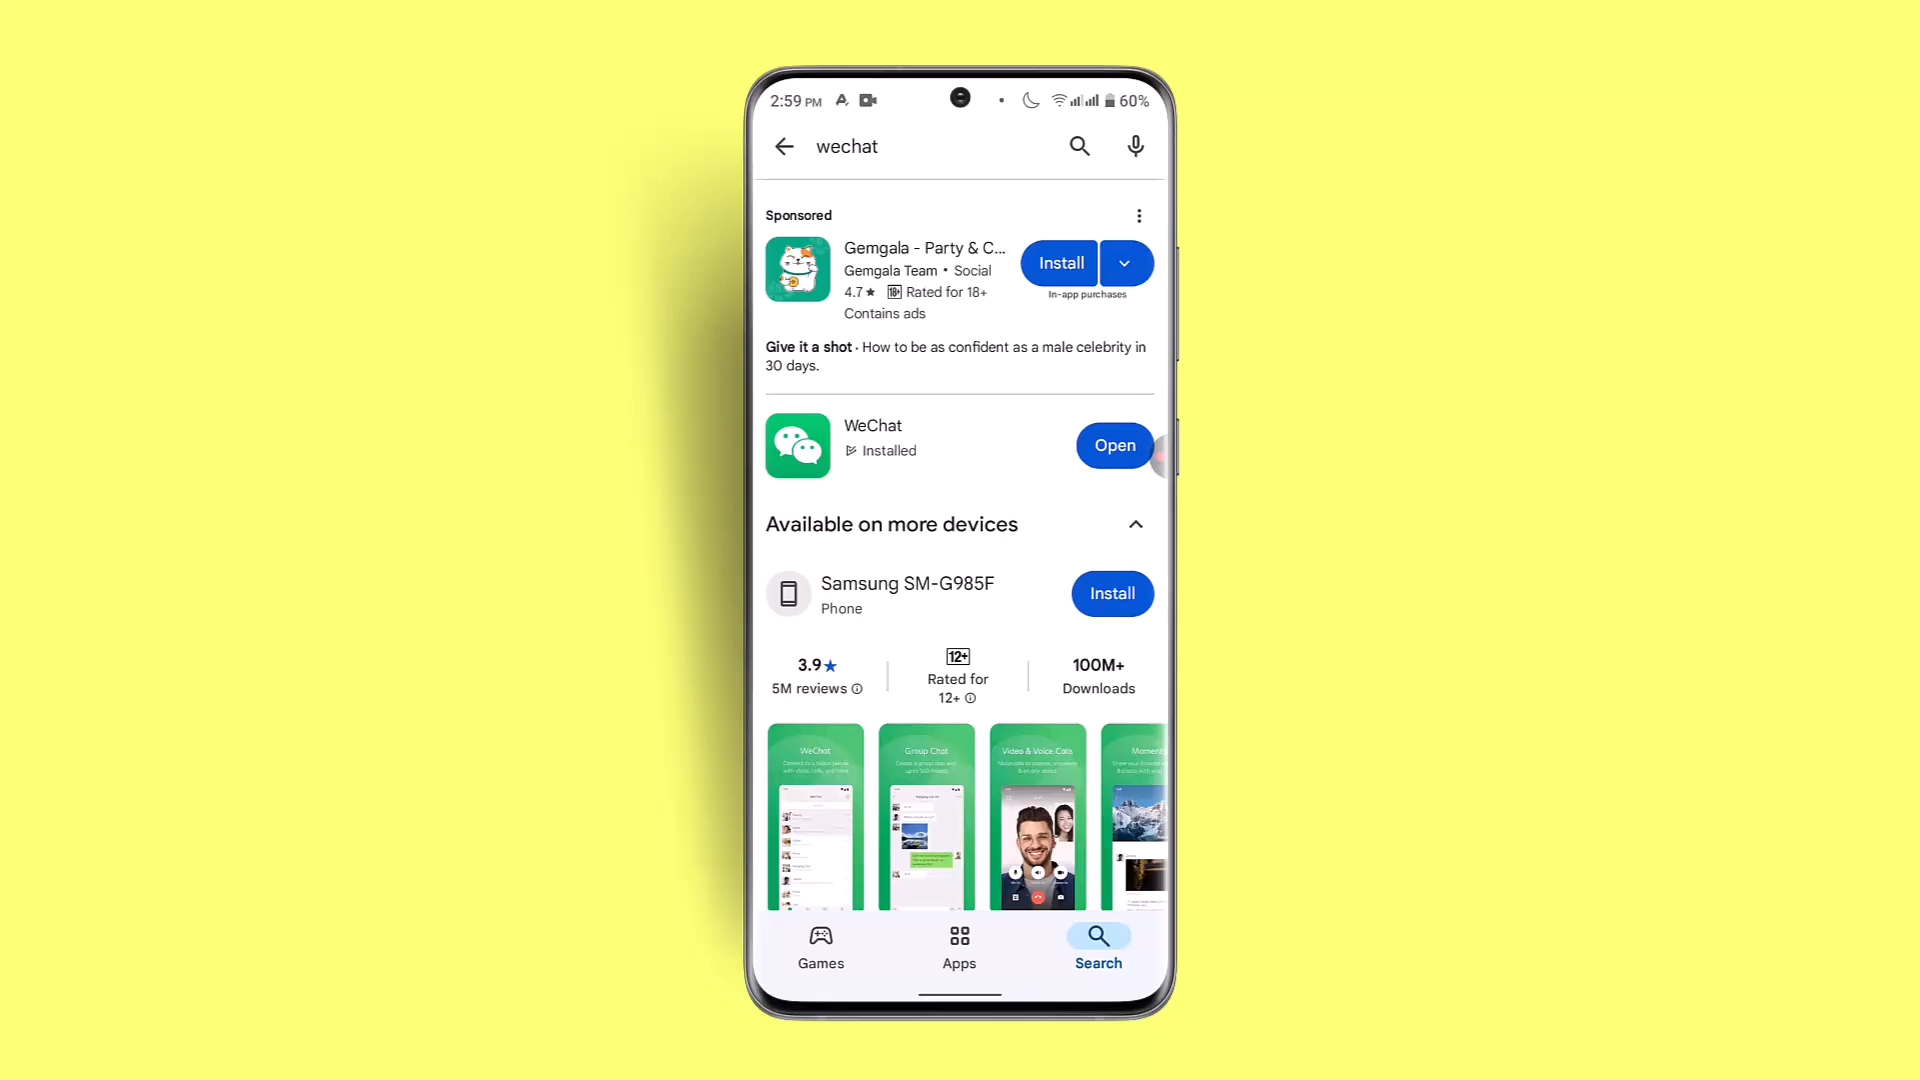 2:59 PM
60%
wechat
Sponsored
Gemgala - Party & C...
Gemgala Team • Social
4.7★ 18+ Rated for 18+
Contains ads
Install
In-app purchases
Give it a shot · How to be as confident as a male celebrity in
30 days.
WeChat
Installed
Open
Available on more devices
Samsung SM-G985F
Phone
Install
3.9★
5M reviews
12+
Rated for
12+
100M+
Downloads
WeChat
Group Chat
Video & Voice Calls
Moments
Games
Apps
Search